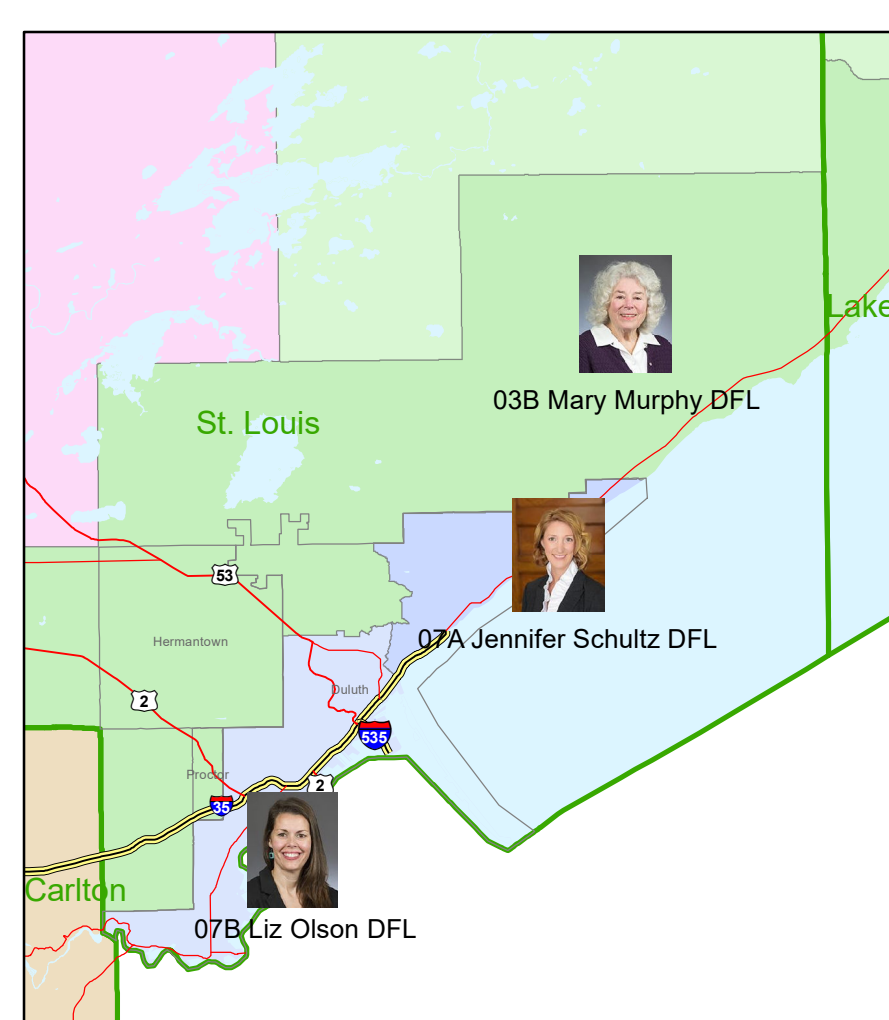 Lake
03B Mary Murphy DFL
St. Louis
53
Hermantown
07A Jennifer Schultz DFL
2
Duluth
535
Proctor
2
35
Carlton
07B Liz Olson DFL